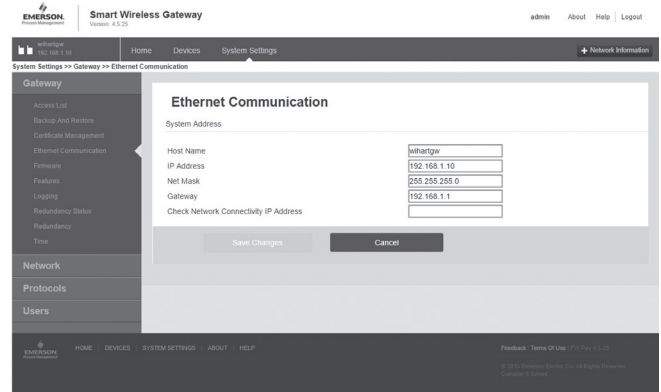 EMERSON.
Process Management
Smart Wireless Gateway
Version: 4.5.25
admin About Help Logout
wihartgw
192.168.1.10
Home Devices System Settings
+ Network Information
System Settings >> Gateway >> Ethernet Communication
Gateway
Access List
Backup And Restore
Certificate Management
Ethernet Communication
Firmware
Features
Logging
Redundancy Status
Redundancy
Time
Network
Protocols
Users
Ethernet Communication
System Address
Host Name wihartgw
IP Address 192.168.1.10
Net Mask 255.255.255.0
Gateway 192.168.1.1
Check Network Connectivity IP Address
Save Changes Cancel
EMERSON.
Process Management
HOME DEVICES SYSTEM SETTINGS ABOUT HELP
Feedback Terms Of Use
All Rights Reserved.